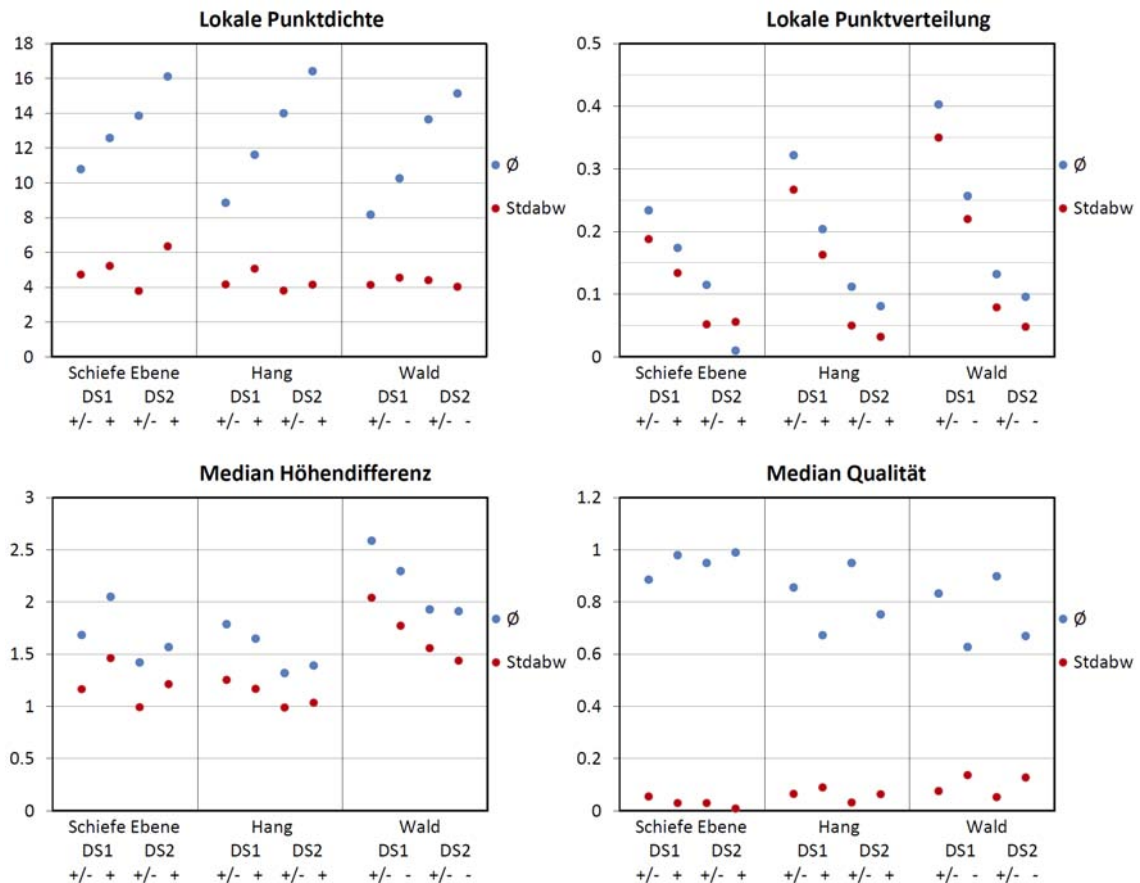 Lokale Punktdichte
18
16
14
12
10
8
6
4
2
0
Ø
Stdabw
Schiefe Ebene Hang Wald
DS1 DS2 DS1 DS2 DS1 DS2
+/- + +/- + +/- + +/- + +/- - +/- -
Lokale Punktverteilung
0.5
0.4
0.3
0.2
0.1
0
Ø
Stdabw
Schiefe Ebene Hang Wald
DS1 DS2 DS1 DS2 DS1 DS2
+/- + +/- + +/- + +/- + +/- - +/- -
Median Höhendifferenz
3
2.5
2
1.5
1
0.5
0
Ø
Stdabw
Schiefe Ebene Hang Wald
DS1 DS2 DS1 DS2 DS1 DS2
+/- + +/- + +/- + +/- + +/- - +/- -
Median Qualität
1.2
1
0.8
0.6
0.4
0.2
0
Ø
Stdabw
Schiefe Ebene Hang Wald
DS1 DS2 DS1 DS2 DS1 DS2
+/- + +/- + +/- + +/- + +/- - +/- -